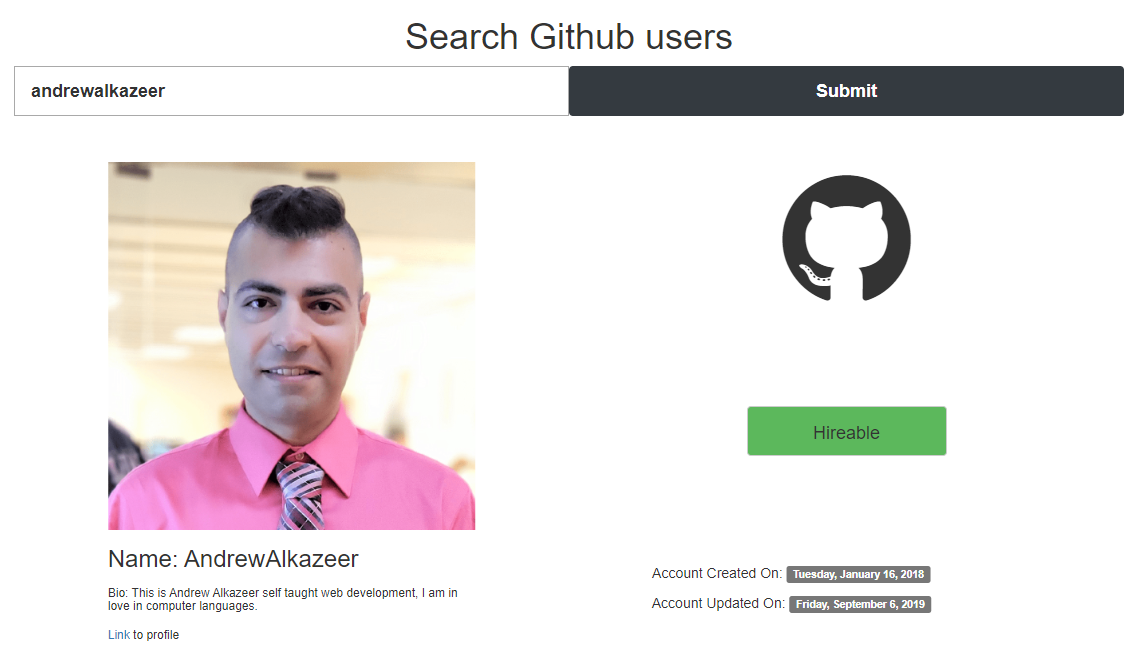 Search Github users
andrewalkazeer
Submit
Hireable
Name: AndrewAlkazeer
Bio: This is Andrew Alkazeer self taught web development, I am in
love in computer languages.
Link to profile
Account Created On: Tuesday, January 16, 2018
Account Updated On: Friday, September 6, 2019